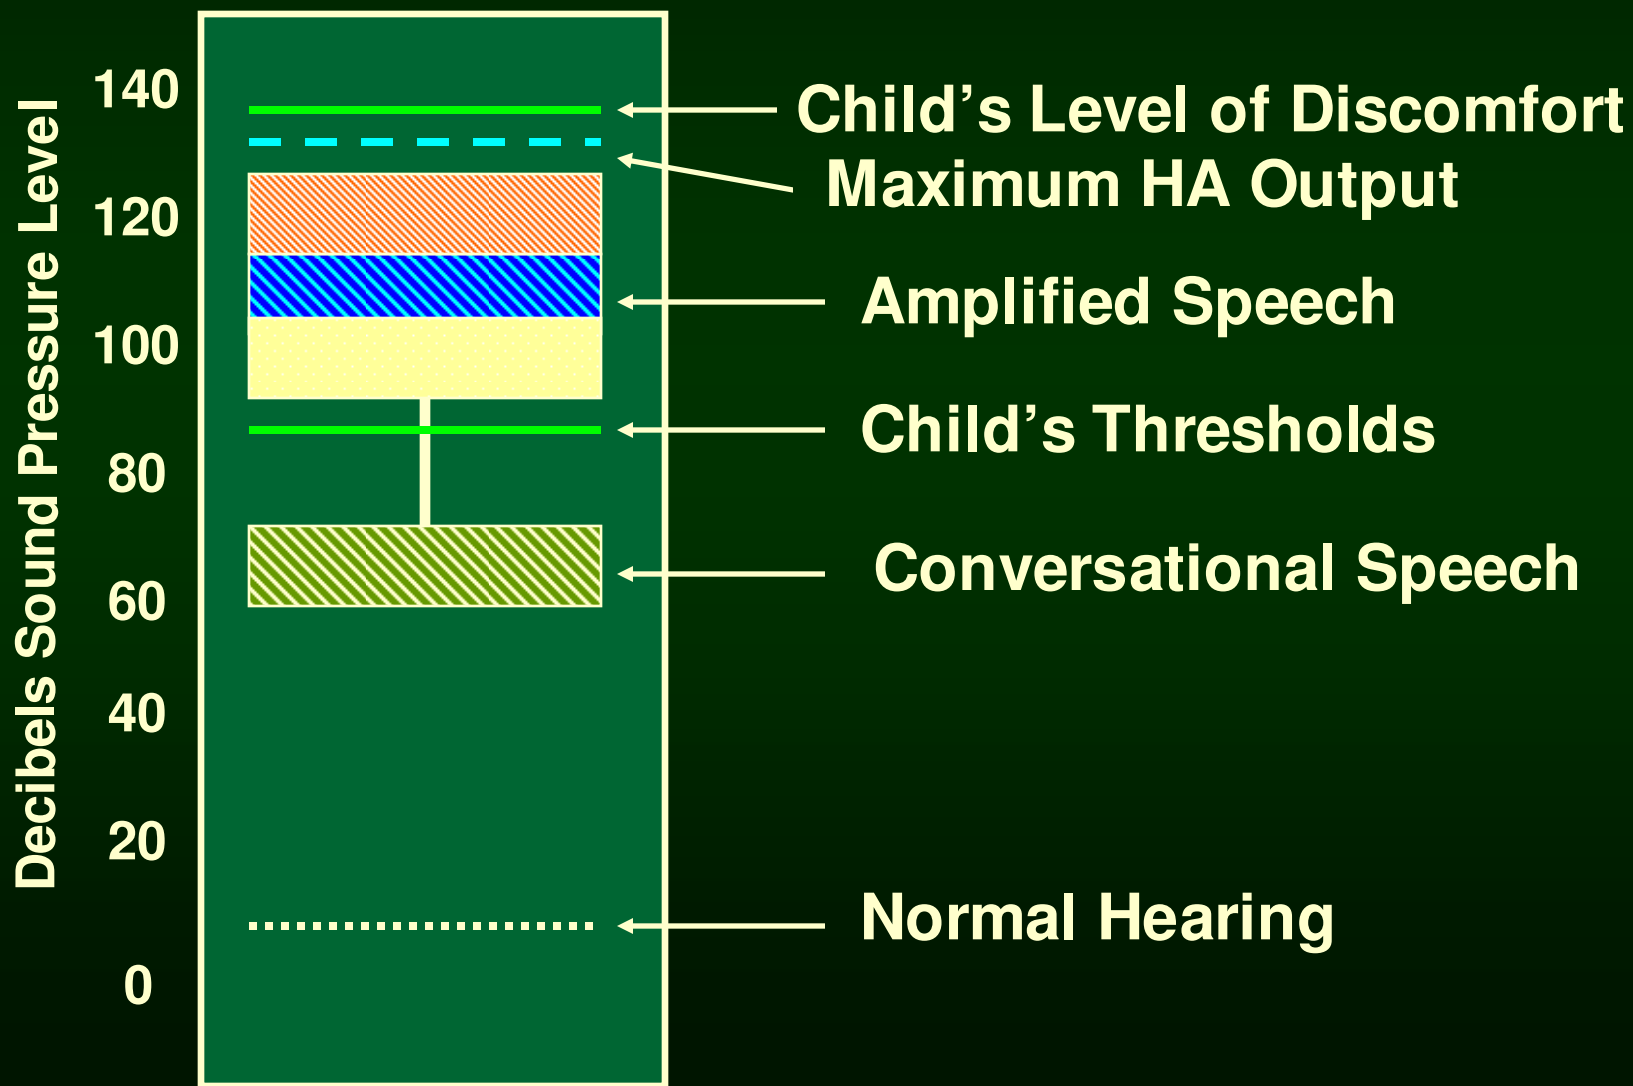 Decibels Sound Pressure Level
140
120
100
80
60
40
20
0
Child’s Level of Discomfort
Maximum HA Output
Amplified Speech
Child’s Thresholds
Conversational Speech
Normal Hearing